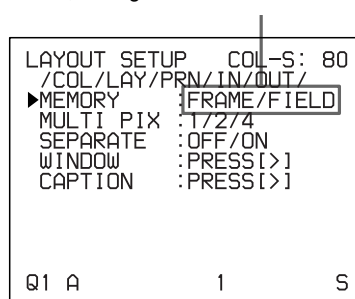 LAYOUT SETUP COL-S: 80
/COL/LAY/PRN/IN/OUT/
▶MEMORY :FRAME/FIELD
MULTI PIX :1/2/4
SEPARATE :OFF/ON
WINDOW :PRESS[>]
CAPTION :PRESS[>]
Q1 A 1 S